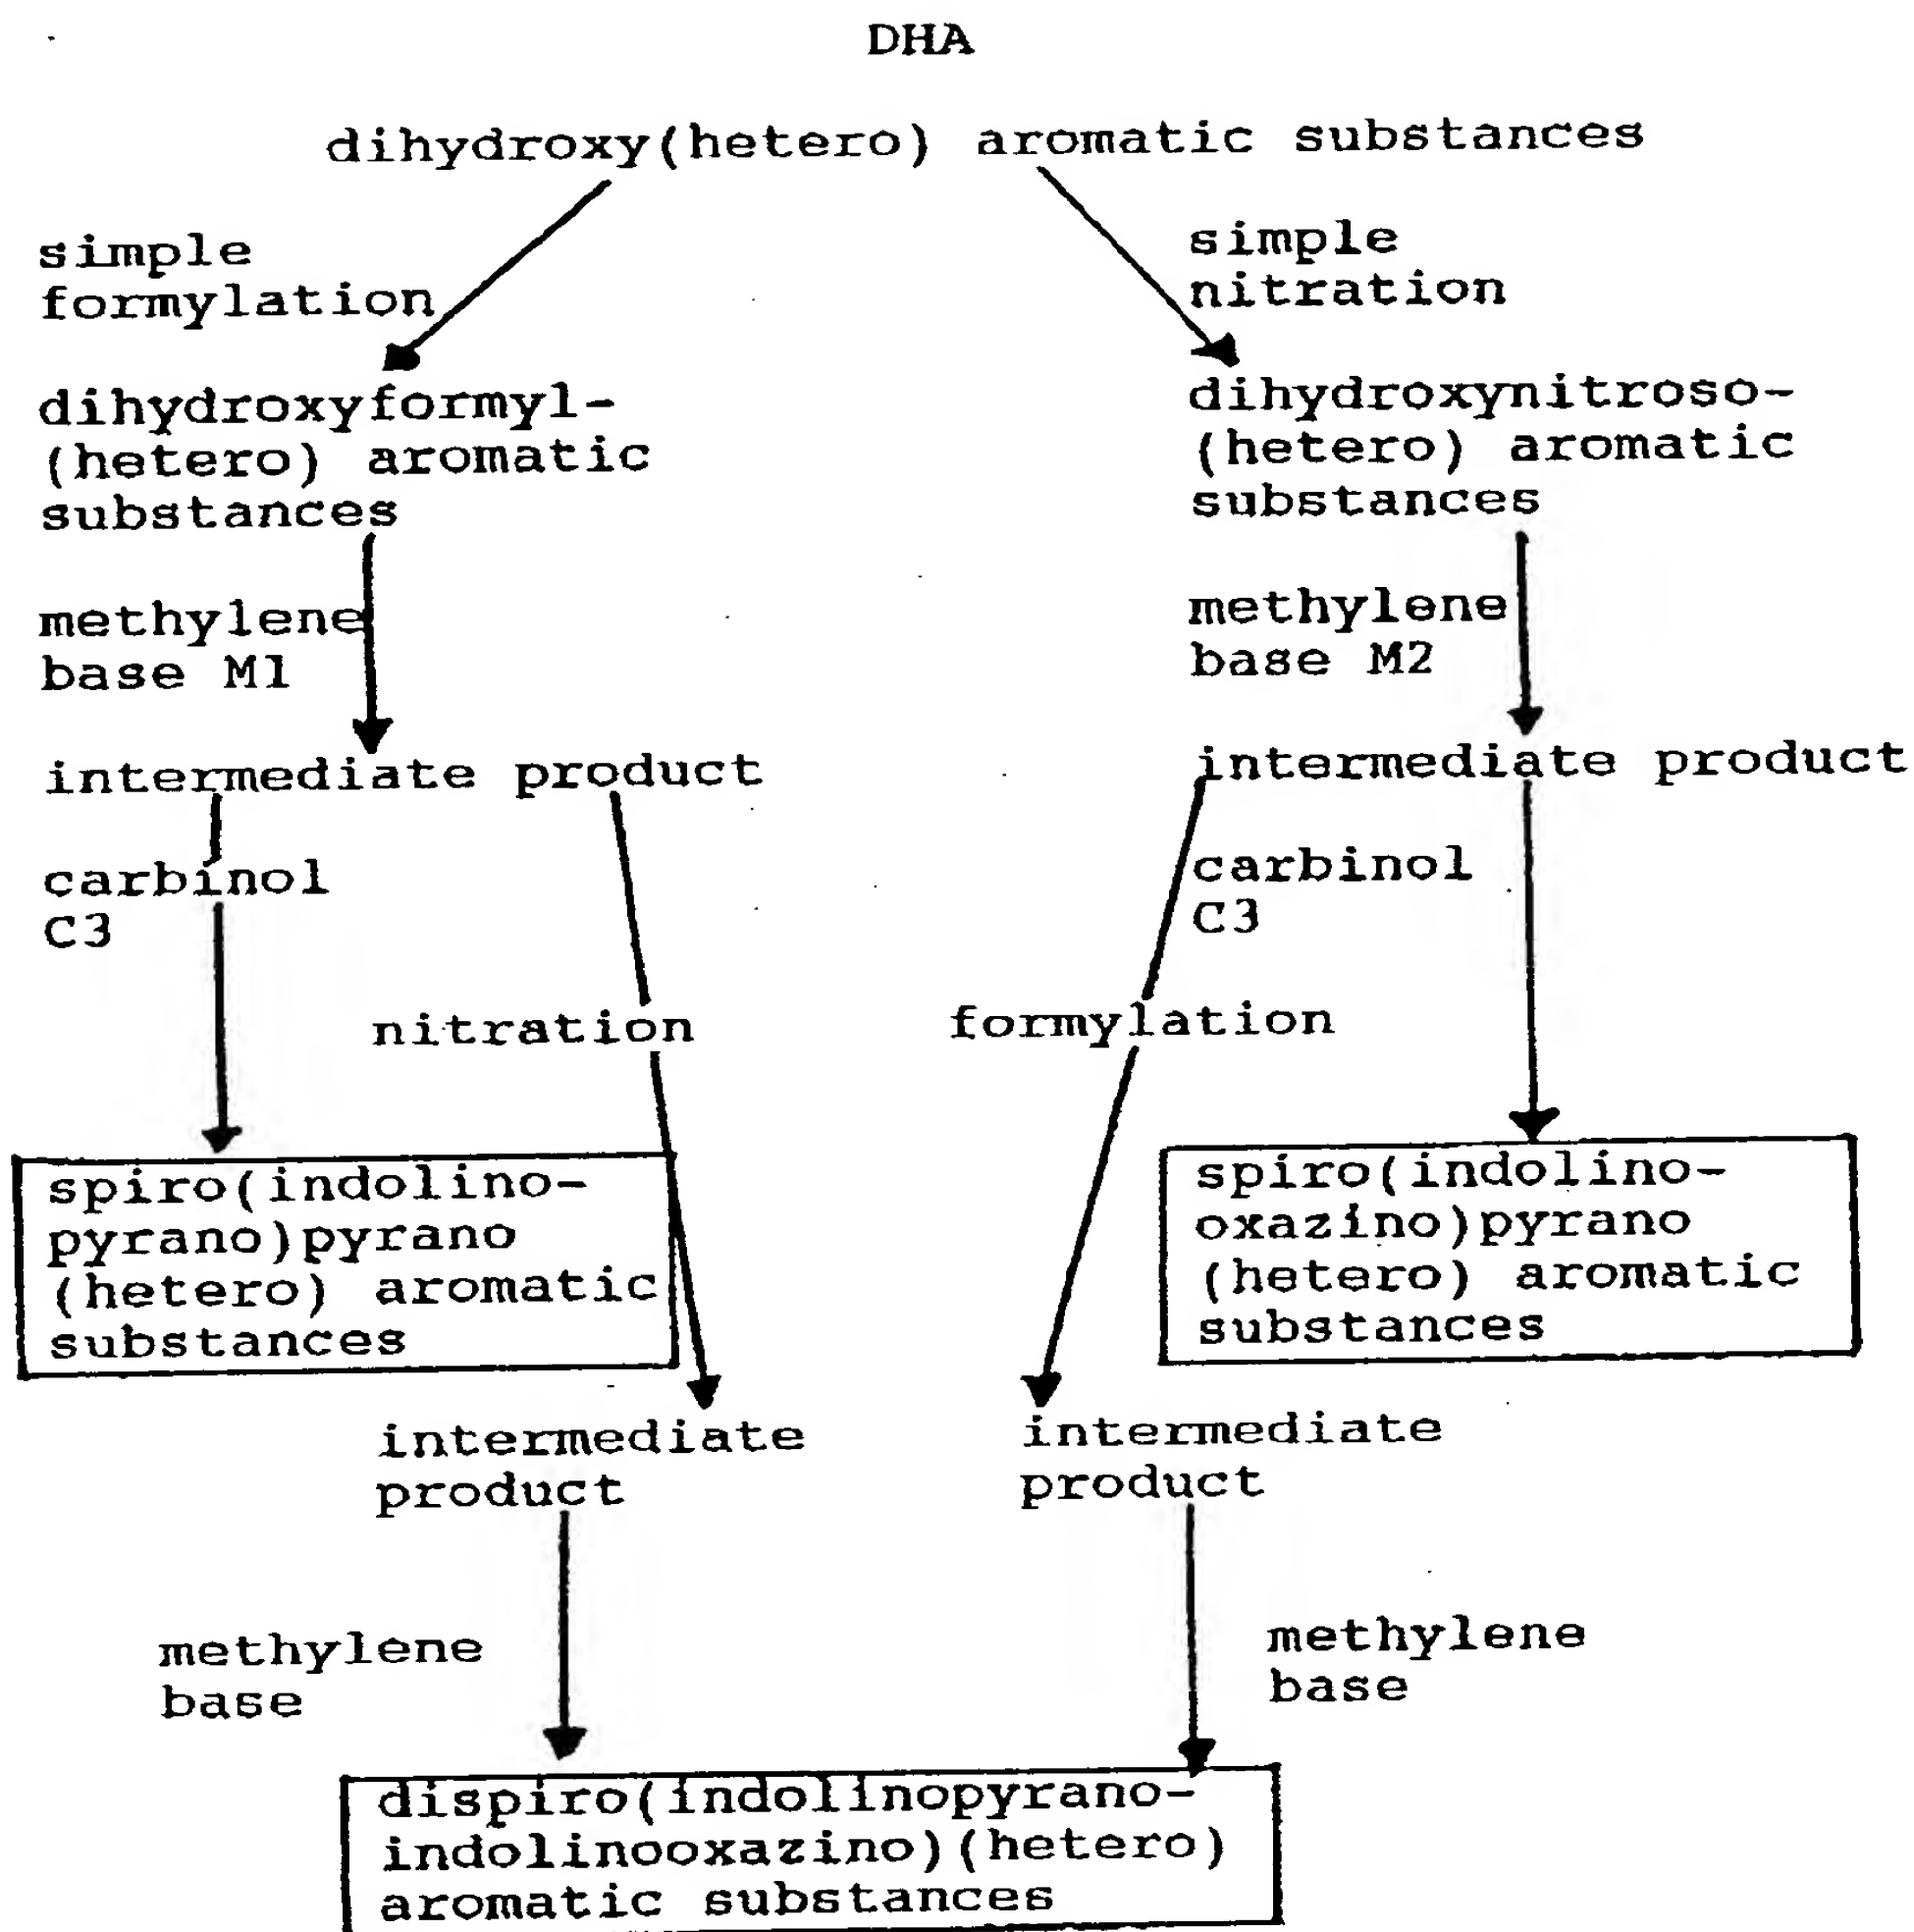 DHA
dihydroxy(hetero) aromatic substances
simple
formylation
simple
nitration
dihydroxyformyl-
(hetero) aromatic
substances
dihydroxynitroso-
(hetero) aromatic
substances
methylene
base M1
methylene
base M2
intermediate product
intermediate product
carbinol
C3
carbinol
C3
nitration
formylation
spiro(indolino-
pyrano)pyrano
(hetero) aromatic
substances
spiro(indolino-
oxazino)pyrano
(hetero) aromatic
substances
intermediate
product
intermediate
product
methylene
base
methylene
base
dispiro(indolinopyrano-
indolinooxazino)(hetero)
aromatic substances